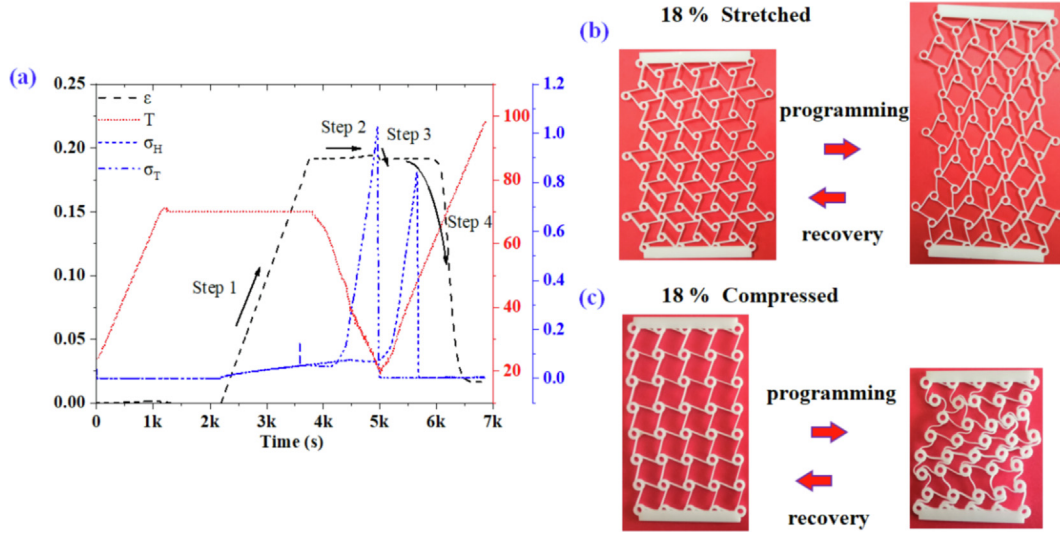 (a)
0.25
0.20
0.15
0.10
0.05
0.00
ε
T
σH
σT
Step 1
Step 2
Step 3
Step 4
0 1k 2k 3k 4k 5k 6k 7k
Time (s)
100
80
60
40
20
1.2
1.0
0.8
0.6
0.4
0.2
0.0
(b)
18 % Stretched
programming
recovery
(c)
18 % Compressed
programming
recovery